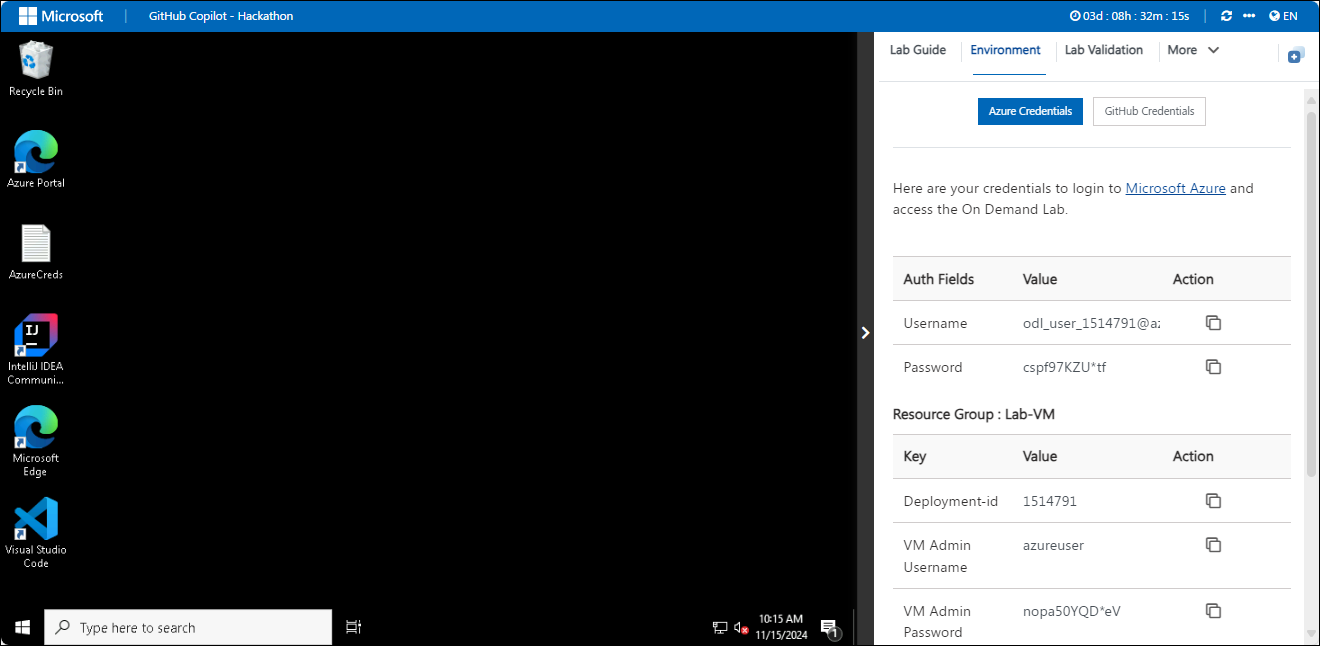 Microsoft | GitHub Copilot - Hackathon 03d : 08h : 32m : 15s | ••• EN
Recycle Bin
Azure Portal
AzureCreds
IntelliJ IDEA
Communi...
Microsoft
Edge
Visual Studio
Code
Type here to search
10:15 AM
11/15/2024
1
Lab Guide Environment Lab Validation More
Azure Credentials GitHub Credentials
Here are your credentials to login to Microsoft Azure and
access the On Demand Lab.
Auth Fields Value Action
Username odl_user_1514791@az
Password cspf97KZU*tf
Resource Group : Lab-VM
Key Value Action
Deployment-id 1514791
VM Admin azureuser
Username
VM Admin nopa50YQD*eV
Password